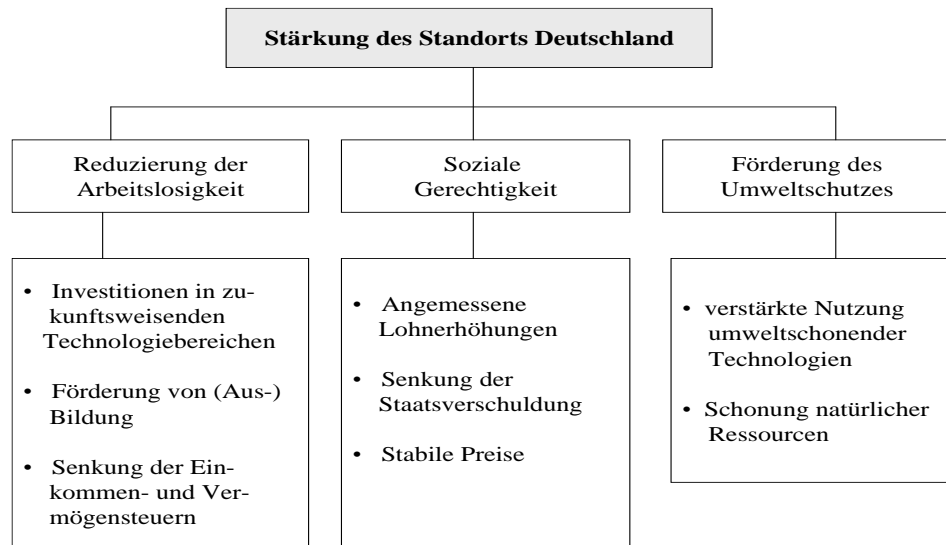 Stärkung des Standorts Deutschland
Reduzierung der
Arbeitslosigkeit
Soziale
Gerechtigkeit
Förderung des
Umweltschutzes
• Investitionen in zu-
kunftsweisenden
Technologiebereichen
• Förderung von (Aus-)
Bildung
• Senkung der Ein-
kommen- und Ver-
mögensteuern
• Angemessene
Lohnerhöhungen
• Senkung der
Staatsverschuldung
• Stabile Preise
• verstärkte Nutzung
umweltschonender
Technologien
• Schonung natürlicher
Ressourcen